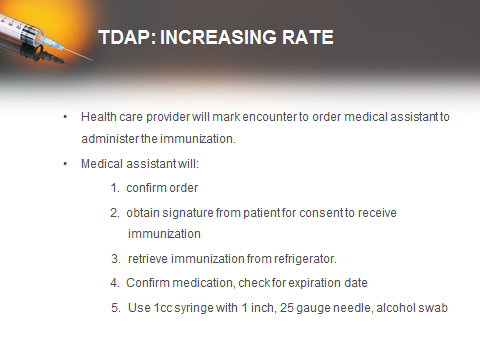 TDAP: INCREASING RATE
• Health care provider will mark encounter to order medical assistant to
administer the immunization.
• Medical assistant will:
1. confirm order
2. obtain signature from patient for consent to receive
immunization
3. retrieve immunization from refrigerator.
4. Confirm medication, check for expiration date
5. Use 1cc syringe with 1 inch, 25 gauge needle, alcohol swab